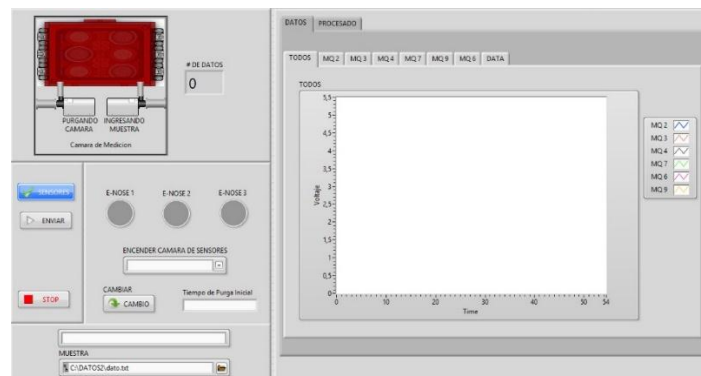 # DE DATOS
0
PURGANDO CAMARA
INGRESANDO MUESTRA
Camara de Medicion
SENSORES
ENVIAR
STOP
E-NOSE 1
E-NOSE 2
E-NOSE 3
ENCENDER CAMARA DE SENSORES
CAMBIAR
CAMBIO
Tiempo de Purga Inicial
MUESTRA
C:\DATOS2\dato.txt
DATOS
PROCESADO
TODOS
MQ 2
MQ 3
MQ 4
MQ 7
MQ 9
MQ 6
DATA
TODOS
Voltaje
5,5
5
4,5
4
3,5
3
2,5
2
1,5
1
0,5
0
0
10
20
30
40
50
54
Time
MQ 2
MQ 3
MQ 4
MQ 7
MQ 6
MQ 9